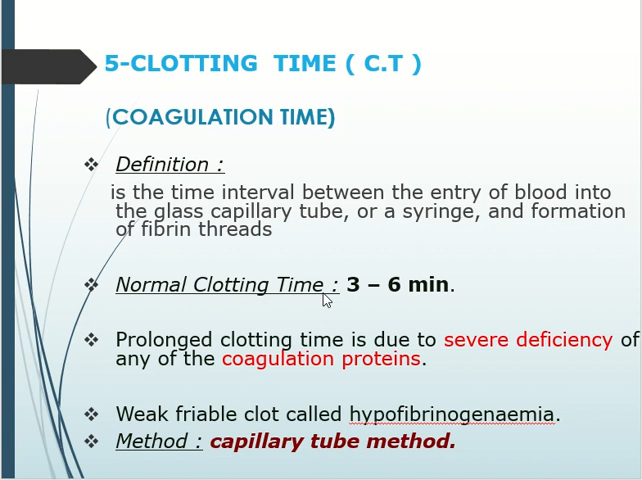 5-CLOTTING TIME ( C.T )
(COAGULATION TIME)
❖ Definition :
is the time interval between the entry of blood into
the glass capillary tube, or a syringe, and formation
of fibrin threads
❖ Normal Clotting Time : 3 – 6 min.
❖ Prolonged clotting time is due to severe deficiency of
any of the coagulation proteins.
❖ Weak friable clot called hypofibrinogenaemia.
❖ Method : capillary tube method.